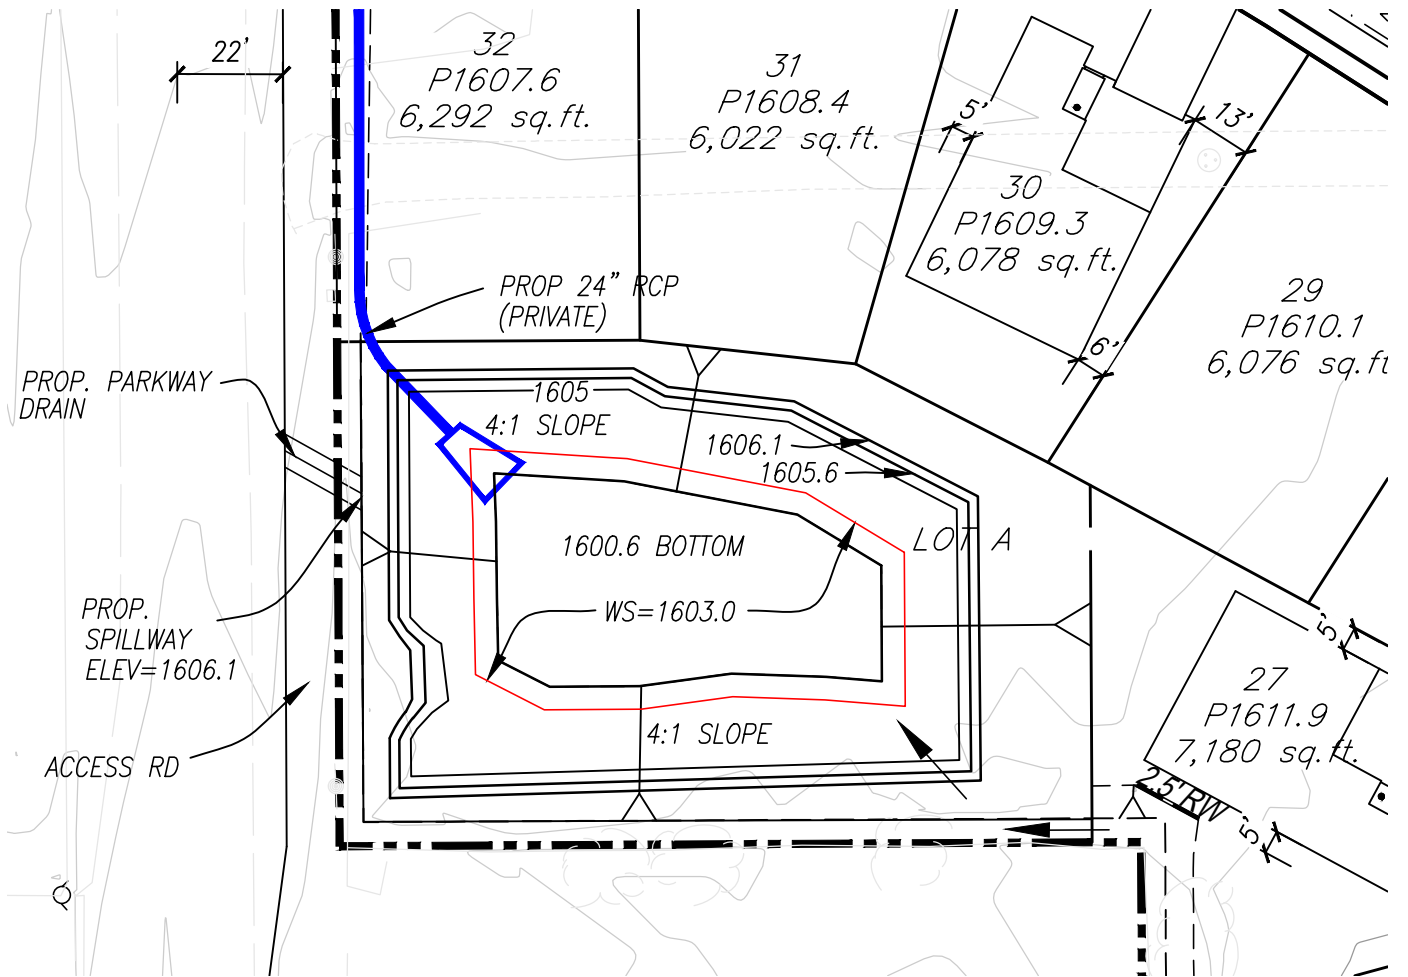 22'
32
P1607.6
6,292 sq.ft.
31
P1608.4
6,022 sq.ft.
5'
13'
30
P1609.3
6,078 sq.ft.
29
P1610.1
6,076 sq.ft
6'
PROP 24" RCP
(PRIVATE)
PROP. PARKWAY
DRAIN
1605
4:1 SLOPE
1606.1
1605.6
LOT A
1600.6 BOTTOM
WS=1603.0
PROP.
SPILLWAY
ELEV=1606.1
5'
27
P1611.9
7,180 sq.ft.
4:1 SLOPE
ACCESS RD
2.5' RW
5'